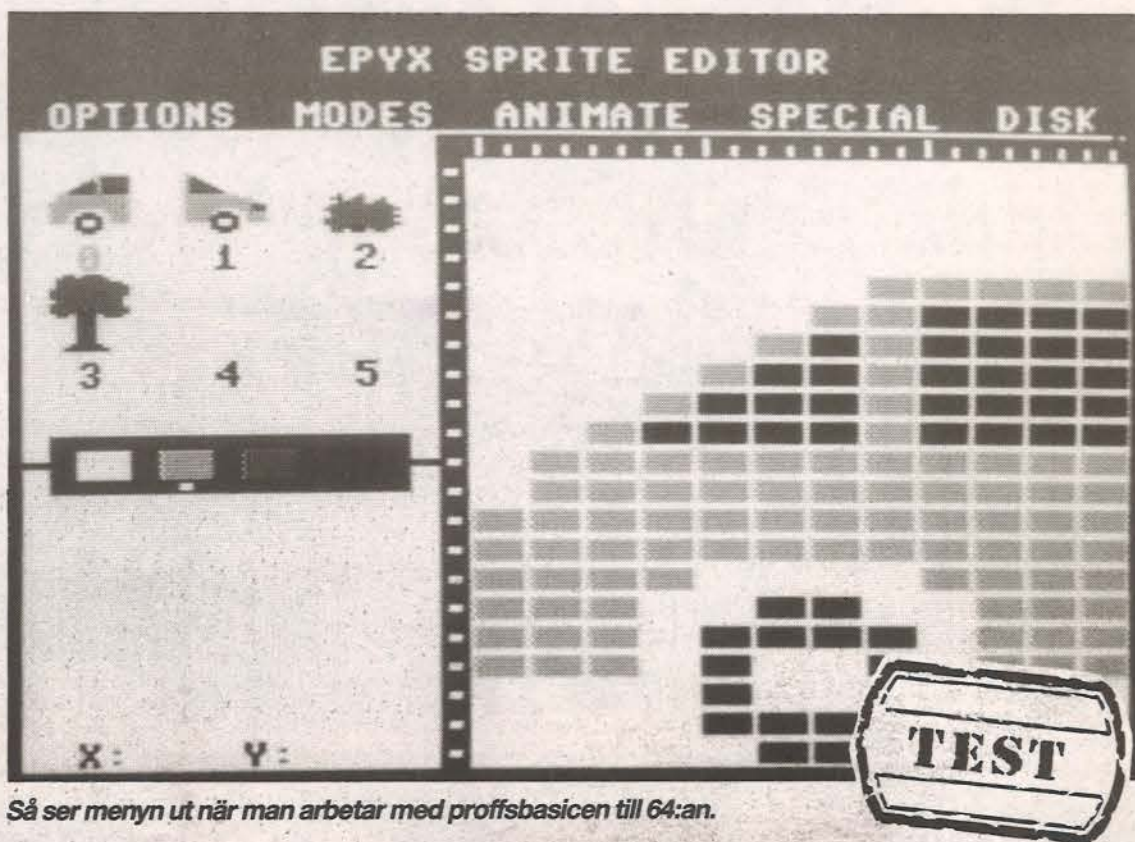 EPYX SPRITE EDITOR
OPTIONS MODES ANIMATE SPECIAL DISK
0 1 2
3 4 5
X: Y:
TEST
Så ser menyn ut när man arbetar med proffsbasicen till 64:an.